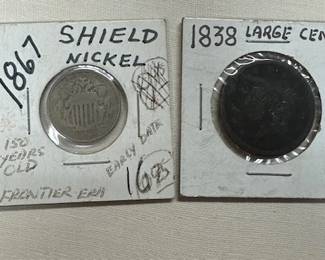 1867
SHIELD
NICKEL
150
YEARS
OLD
FRONTIER-ERA
EARLY DATE
1838 LARGE CEN